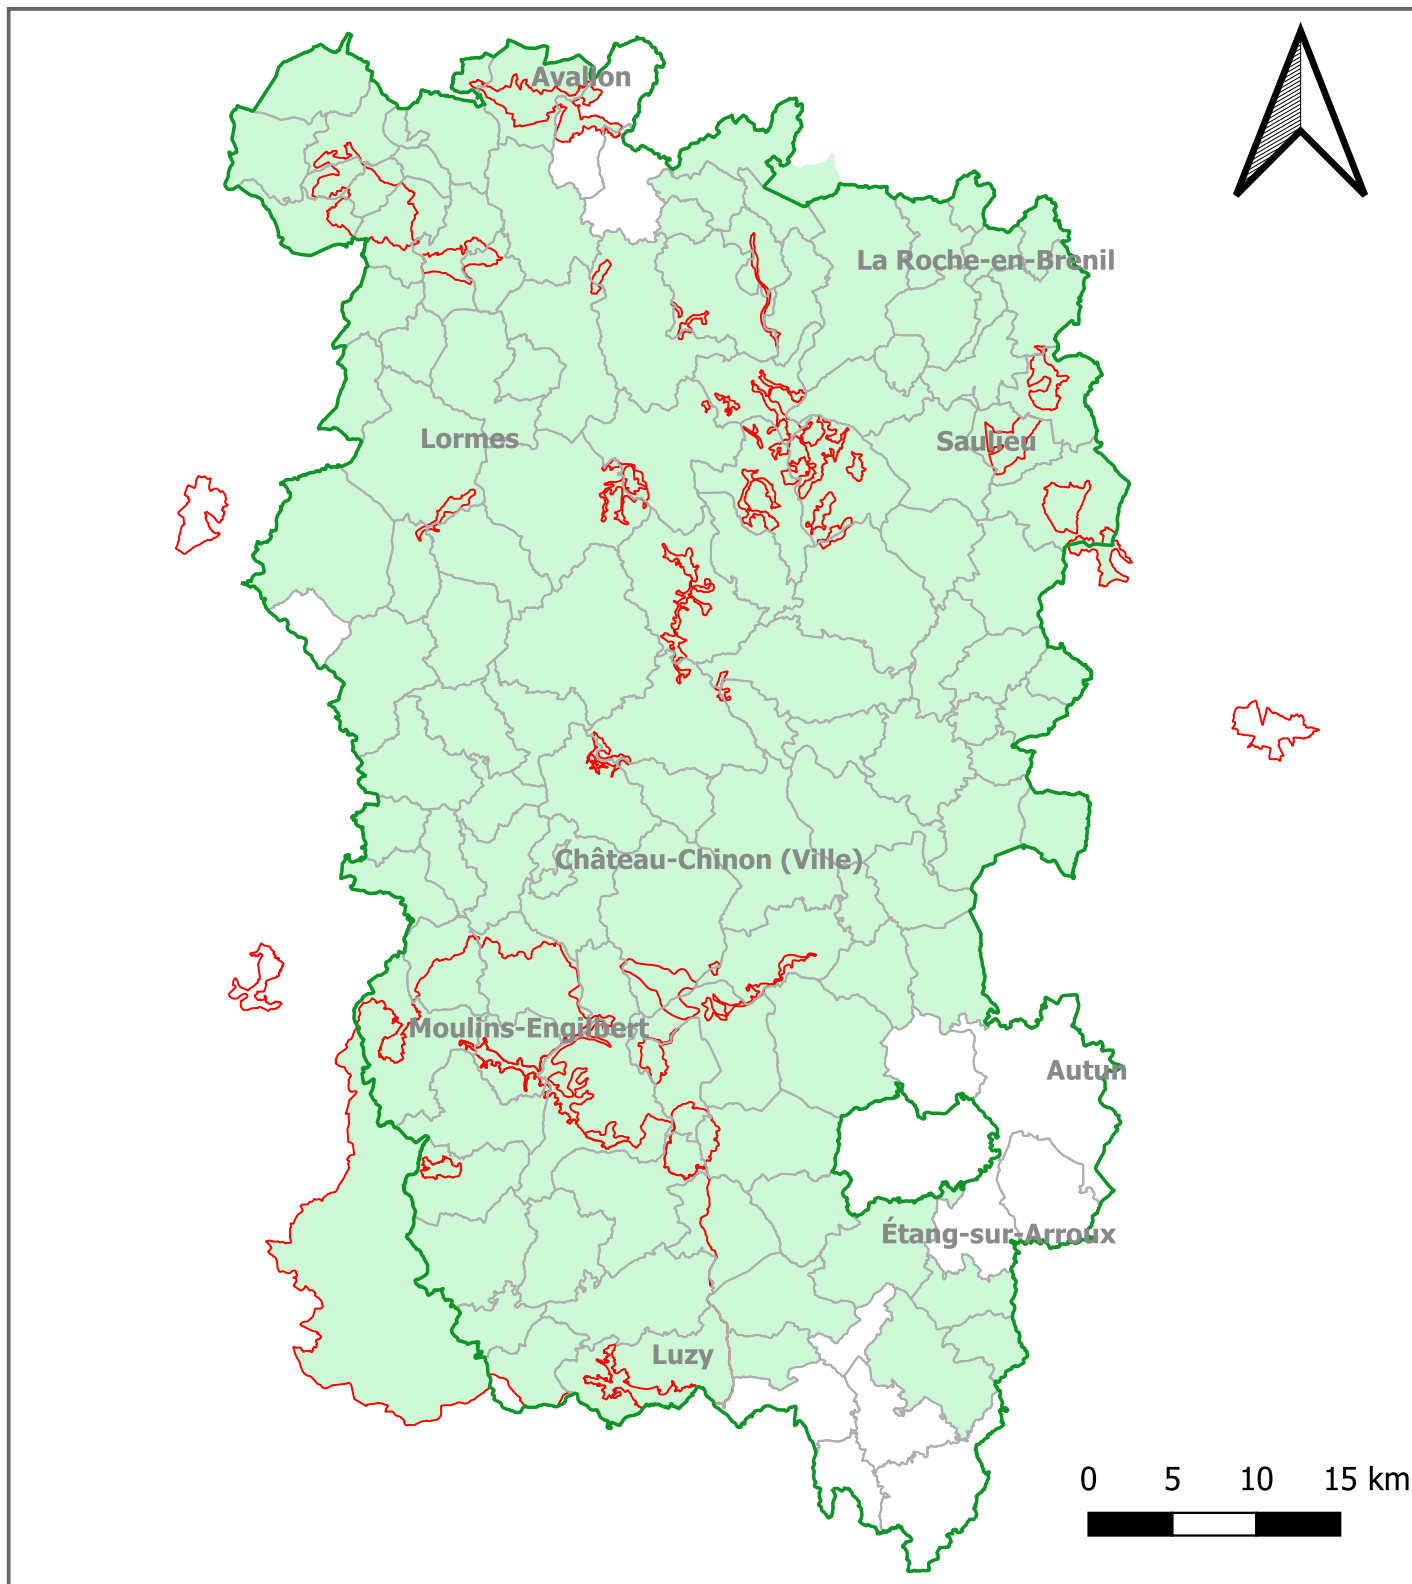 Avallon
La Roche-en-Brenil
Lormes
Saulieu
Château-Chinon (Ville)
Moulins-Engilbert
Autun
Étang-sur-Arroux
Luzy
0 5 10 15 km